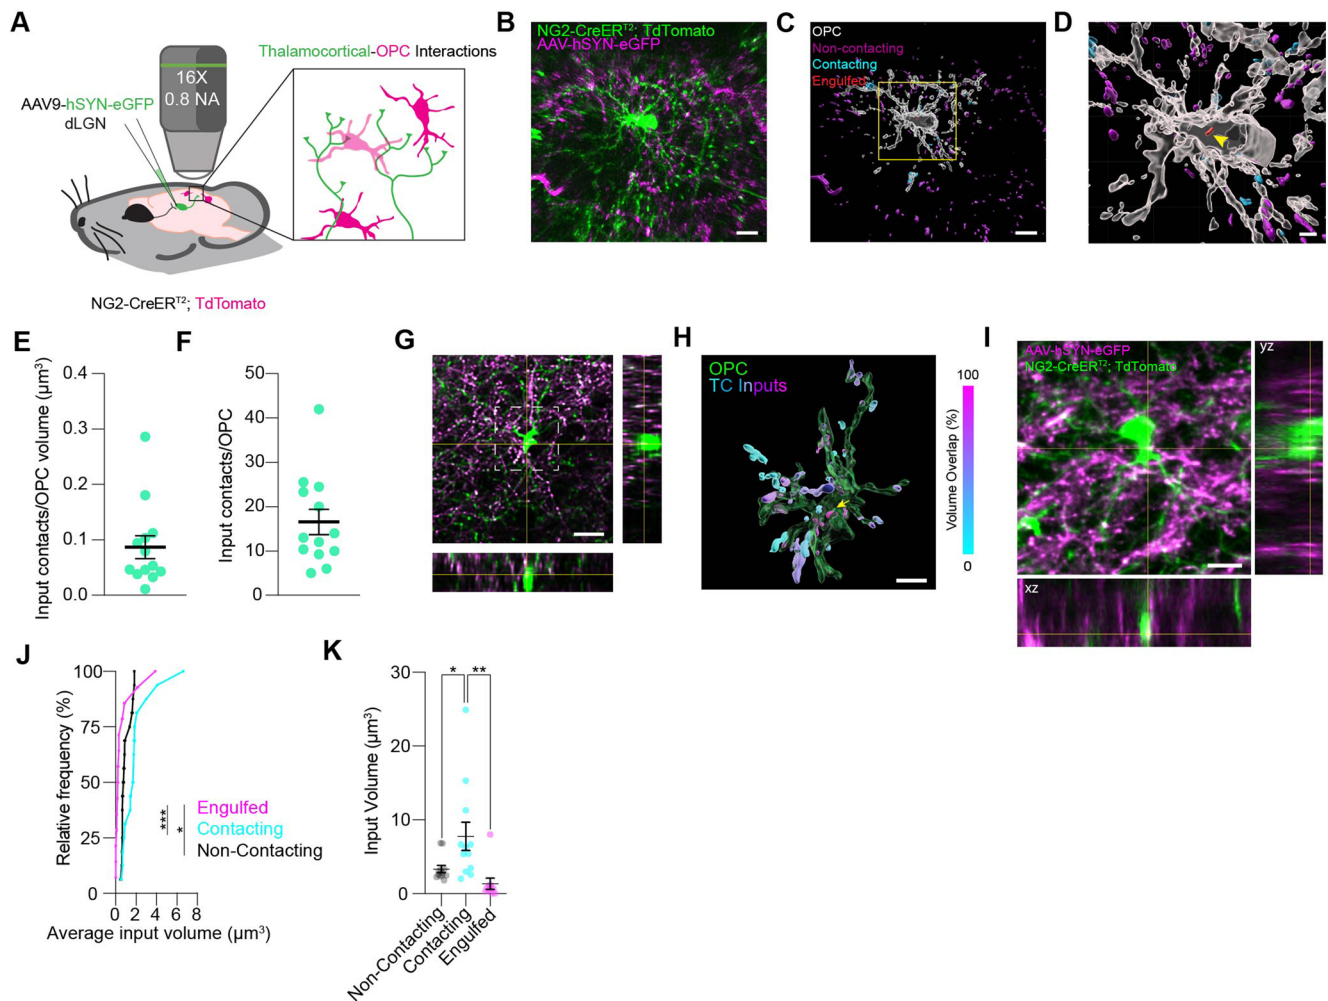 A
Thalamocortical-OPC Interactions
16X
0.8 NA
AAV9-hSYN-eGFP
dLGN
NG2-CreERT2; TdTomato
B
NG2-CreERT2; TdTomato
AAV-hSYN-eGFP
C
OPC
Non-contacting
Contacting
Engulfed
D
E
Input contacts/OPC volume (µm³)
0.4
0.3
0.2
0.1
0.0
F
Input contacts/OPC
50
40
30
20
10
0
G
H
OPC
TC Inputs
100
Volume Overlap (%)
0
I
AAV-hSYN-eGFP
NG2-CreERT2; TdTomato
yz
xz
J
Relative frequency (%)
100
75
50
25
0
Engulfed
Contacting
Non-Contacting
***
*
0 2 4 6 8
Average input volume (µm³)
K
Input Volume (µm³)
30
20
10
0
* **
Non-Contacting
Contacting
Engulfed